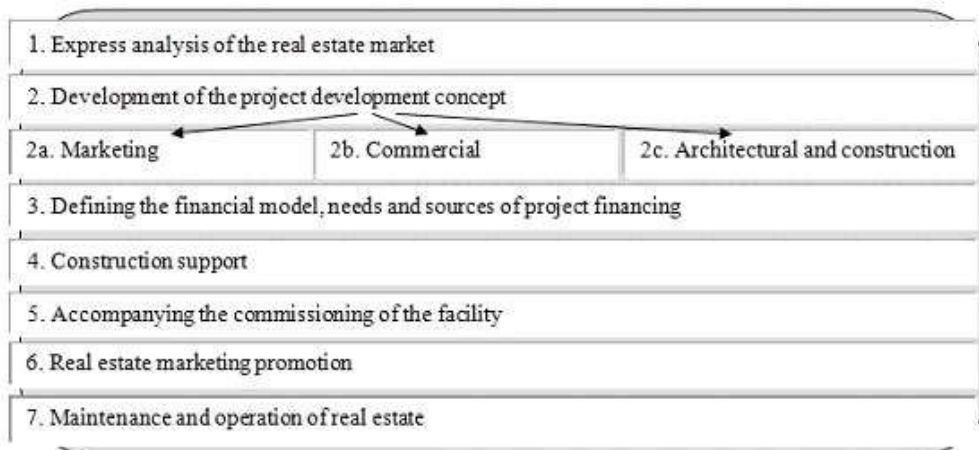 1. Express analysis of the real estate market
2. Development of the project development concept
2a. Marketing
2b. Commercial
2c. Architectural and construction
3. Defining the financial model, needs and sources of project financing
4. Construction support
5. Accompanying the commissioning of the facility
6. Real estate marketing promotion
7. Maintenance and operation of real estate